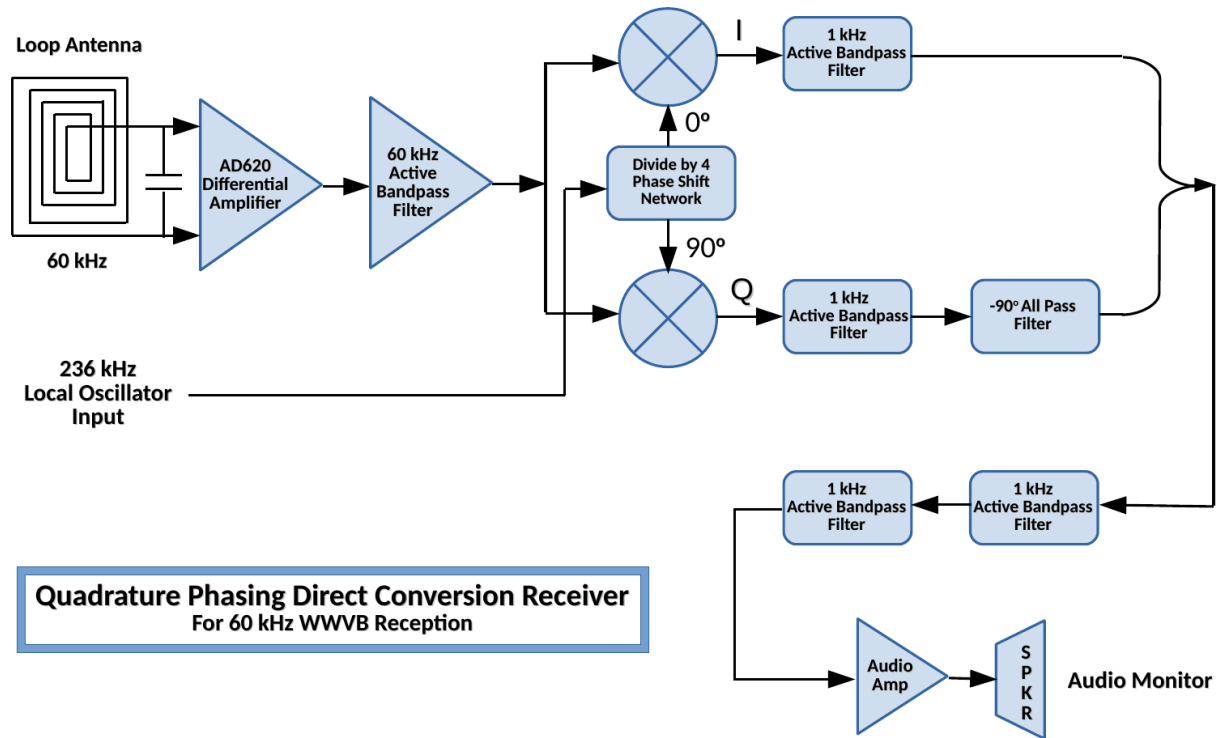 Loop Antenna
60 kHz
AD620
Differential
Amplifier
60 kHz
Active
Bandpass
Filter
I
1 kHz
Active Bandpass
Filter
0º
Divide by 4
Phase Shift
Network
90º
Q
1 kHz
Active Bandpass
Filter
-90º All Pass
Filter
236 kHz
Local Oscillator
Input
1 kHz
Active Bandpass
Filter
1 kHz
Active Bandpass
Filter
Quadrature Phasing Direct Conversion Receiver
For 60 kHz WWVB Reception
Audio
Amp
S
P
K
R
Audio Monitor